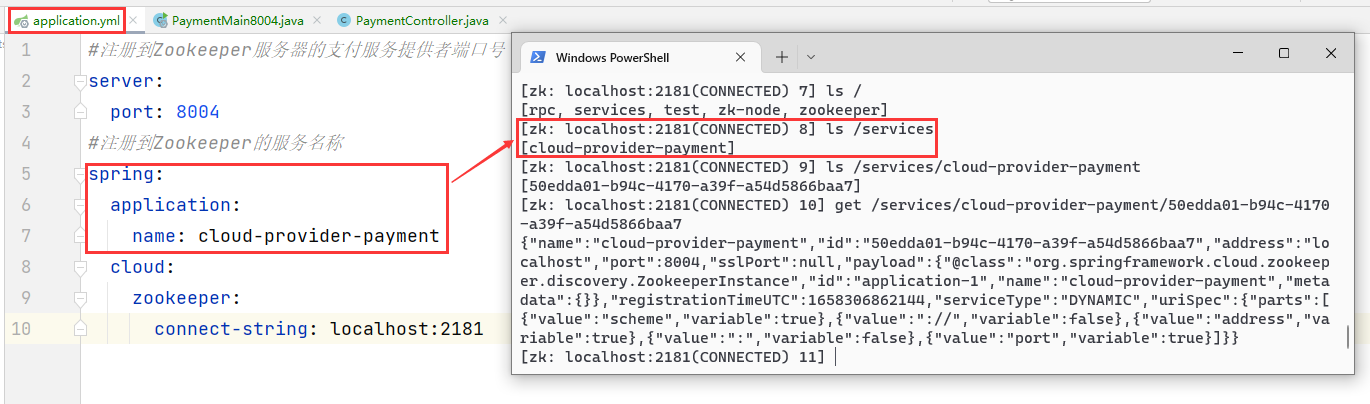 application.yml
PaymentMain8004.java
PaymentController.java
1
#注册到Zookeeper服务器的支付服务提供者端口号
2
server:
3
port: 8004
4
#注册到Zookeeper的服务名称
5
spring:
6
application:
7
name: cloud-provider-payment
8
cloud:
9
zookeeper:
10
connect-string: localhost:2181
Windows PowerShell
[zk: localhost:2181(CONNECTED) 7] ls /
[rpc, services, test, zk-node, zookeeper]
[zk: localhost:2181(CONNECTED) 8] ls /services
[cloud-provider-payment]
[zk: localhost:2181(CONNECTED) 9] ls /services/cloud-provider-payment
[50edda01-b94c-4170-a39f-a54d5866baa7]
[zk: localhost:2181(CONNECTED) 10] get /services/cloud-provider-payment/50edda01-b94c-4170
-a39f-a54d5866baa7
{"name":"cloud-provider-payment","id":"50edda01-b94c-4170-a39f-a54d5866baa7","address":"lo
calhost","port":8004,"sslPort":null,"payload":{"@class":"org.springframework.cloud.zookeep
er.discovery.ZookeeperInstance","id":"application-1","name":"cloud-provider-payment","meta
data":{}},"registrationTimeUTC":1658306862144,"serviceType":"DYNAMIC","uriSpec":{"parts":[
{"value":"scheme","variable":true},{"value":"://","variable":false},{"value":"address","va
riable":true},{"value":":","variable":false},{"value":"port","variable":true}]}}
[zk: localhost:2181(CONNECTED) 11]